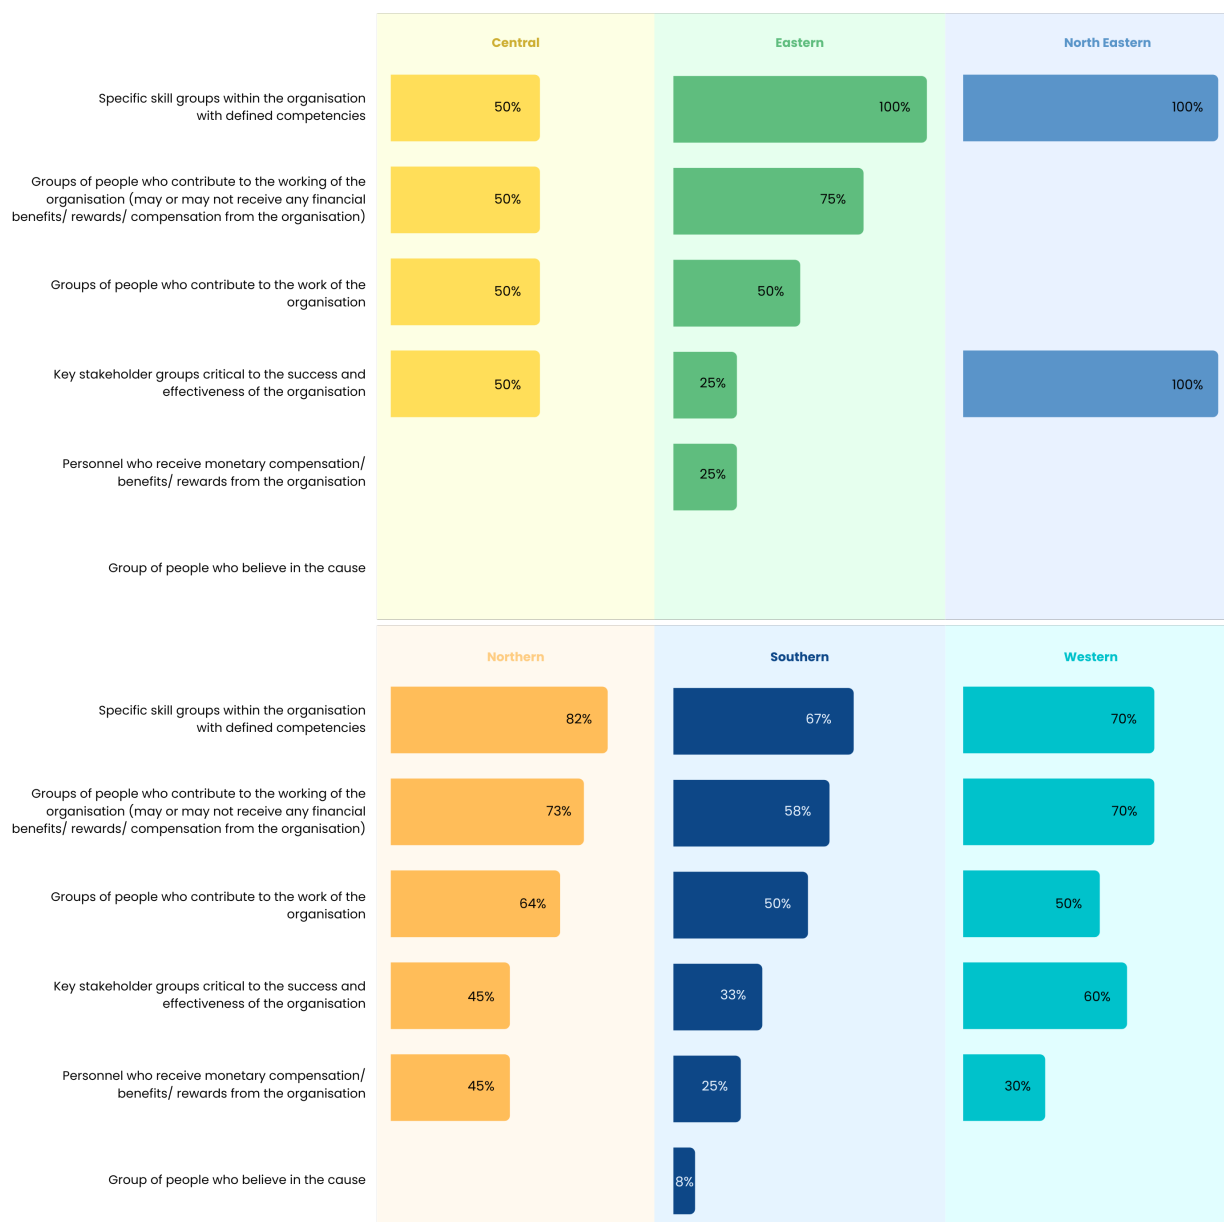 Central
Eastern
North Eastern
Specific skill groups within the organisation
with defined competencies
50%
100%
100%
Groups of people who contribute to the working of the
organisation (may or may not receive any financial
benefits/ rewards/ compensation from the organisation)
50%
75%
Groups of people who contribute to the work of the
organisation
50%
50%
Key stakeholder groups critical to the success and
effectiveness of the organisation
50%
25%
100%
Personnel who receive monetary compensation/
benefits/ rewards from the organisation
25%
Group of people who believe in the cause
Northern
Southern
Western
Specific skill groups within the organisation
with defined competencies
82%
67%
70%
Groups of people who contribute to the working of the
organisation (may or may not receive any financial
benefits/ rewards/ compensation from the organisation)
73%
58%
70%
Groups of people who contribute to the work of the
organisation
64%
50%
50%
Key stakeholder groups critical to the success and
effectiveness of the organisation
45%
33%
60%
Personnel who receive monetary compensation/
benefits/ rewards from the organisation
45%
25%
30%
Group of people who believe in the cause
8%